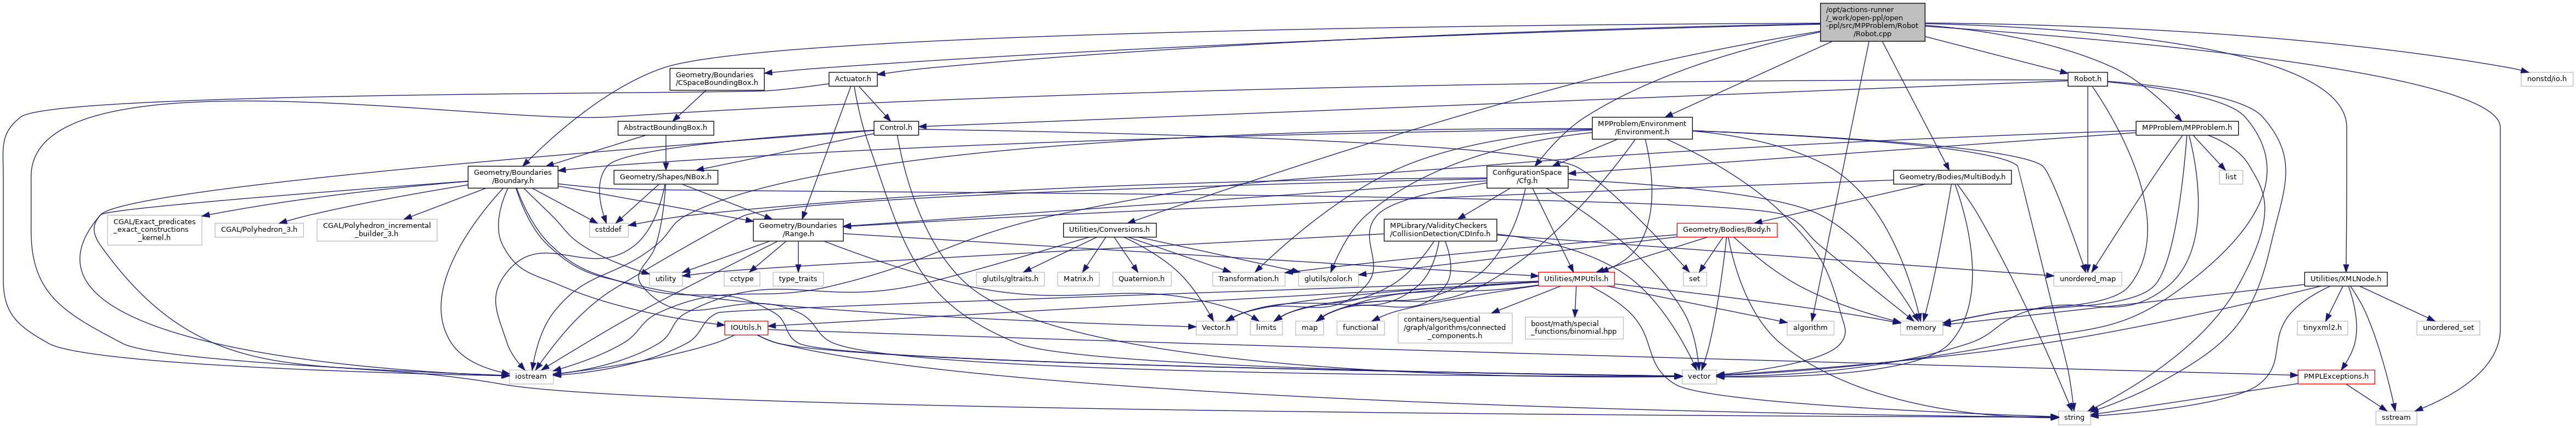 /opt/actions-runner
/_work/open-ppl/open
-ppl/src/MPProblem/Robot
/Robot.cpp
Geometry/Boundaries
/CSpaceBoundingBox.h
Actuator.h
Robot.h
nonstd/io.h
AbstractBoundingBox.h
Control.h
MPProblem/Environment
/Environment.h
MPProblem/MPProblem.h
Geometry/Boundaries
/Boundary.h
Geometry/Shapes/NBox.h
ConfigurationSpace
/Cfg.h
Geometry/Bodies/MultiBody.h
list
CGAL/Exact_predicates
_exact_constructions
_kernel.h
CGAL/Polyhedron_3.h
CGAL/Polyhedron_incremental
_builder_3.h
cstddef
Geometry/Boundaries
/Range.h
Utilities/Conversions.h
MPLibrary/ValidityCheckers
/CollisionDetection/CDInfo.h
Geometry/Bodies/Body.h
utility
cctype
type_traits
glutils/gltraits.h
Matrix.h
Quaternion.h
Transformation.h
glutils/color.h
Utilities/MPUtils.h
set
unordered_map
Utilities/XMLNode.h
IOUtils.h
Vector.h
limits
map
functional
containers/sequential
/graph/algorithms/connected
_components.h
boost/math/special
_functions/binomial.hpp
algorithm
memory
tinyxml2.h
unordered_set
iostream
vector
PMPLExceptions.h
string
sstream